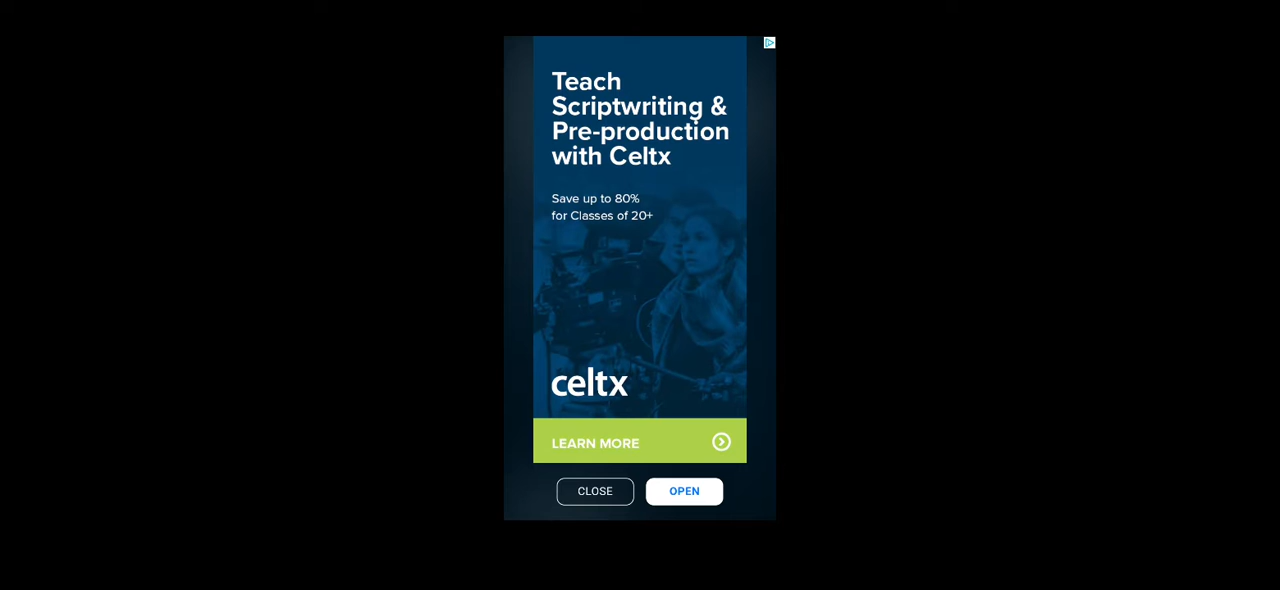 Teach
Scriptwriting &
Pre-production
with Celtx
Save up to 80%
for Classes of 20+
celtx
LEARN MORE
CLOSE
OPEN